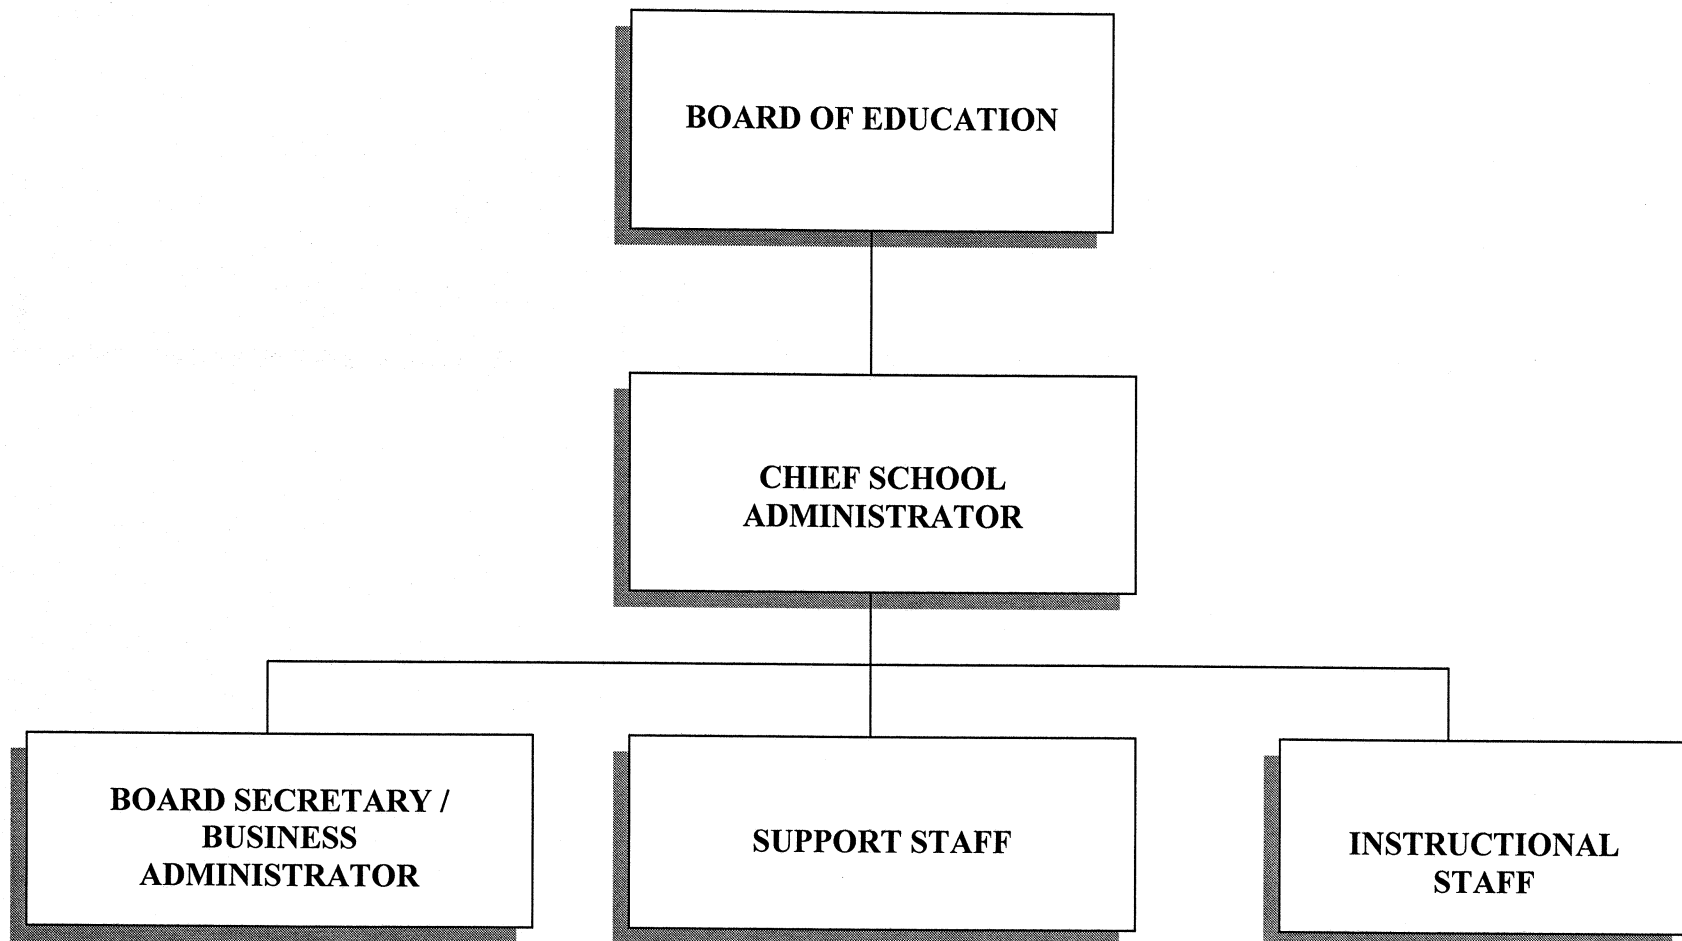 BOARD OF EDUCATION
CHIEF SCHOOL
ADMINISTRATOR
BOARD SECRETARY /
BUSINESS
ADMINISTRATOR
SUPPORT STAFF
INSTRUCTIONAL
STAFF